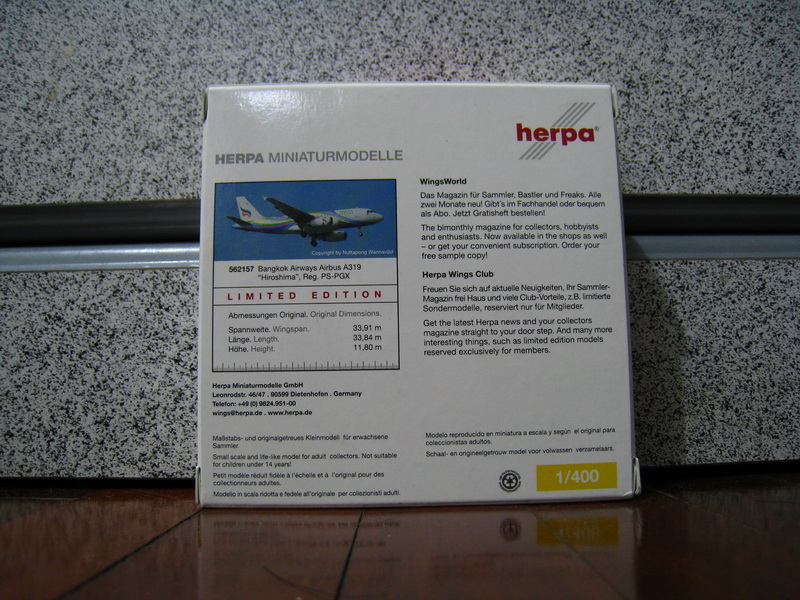 herpa®
HERPA MINIATURMODELLE
Copyright by Nuttapong Wannavijid
562157 Bangkok Airways Airbus A319
"Hiroshima", Reg. PS-PGX
LIMITED EDITION
Abmessungen Original. Original Dimensions.
Spannweite. Wingspan. 33,91 m
Länge. Length. 33,84 m
Höhe. Height. 11,80 m
Herpa Miniaturmodelle GmbH
Leonrodstr. 46/47 . 90599 Dietenhofen . Germany
Telefon: +49 (0) 9824.951-00
wings@herpa.de . www.herpa.de
Maßstabs- und originalgetreues Kleinmodell für erwachsene
Sammler.
Small scale and life-like model for adult collectors. Not suitable
for children under 14 years!
Petit modèle réduit fidèle à l'échelle et à l'original pour des
collectionneurs adultes.
Modello in scala ridotta e fedele all'originale per collezionisti adulti.
WingsWorld
Das Magazin für Sammler, Bastler und Freaks. Alle
zwei Monate neu! Gibt's im Fachhandel oder bequem
als Abo. Jetzt Gratisheft bestellen!
The bimonthly magazine for collectors, hobbyists
and enthusiasts. Now available in the shops as well
– or get your convenient subscription. Order your
free sample copy!
Herpa Wings Club
Freuen Sie sich auf aktuelle Neuigkeiten, Ihr Sammler-
Magazin frei Haus und viele Club-Vorteile, z.B. limitierte
Sondermodelle, reserviert nur für Mitglieder.
Get the latest Herpa news and your collectors
magazine straight to your door step. And many more
interesting things, such as limited edition models
reserved exclusively for members.
Modelo reproducido en miniatura a escala y según el original para
coleccionistas adultos.
Schaal- en origineelgetrouw model voor volwassen verzamelaars.
1/400